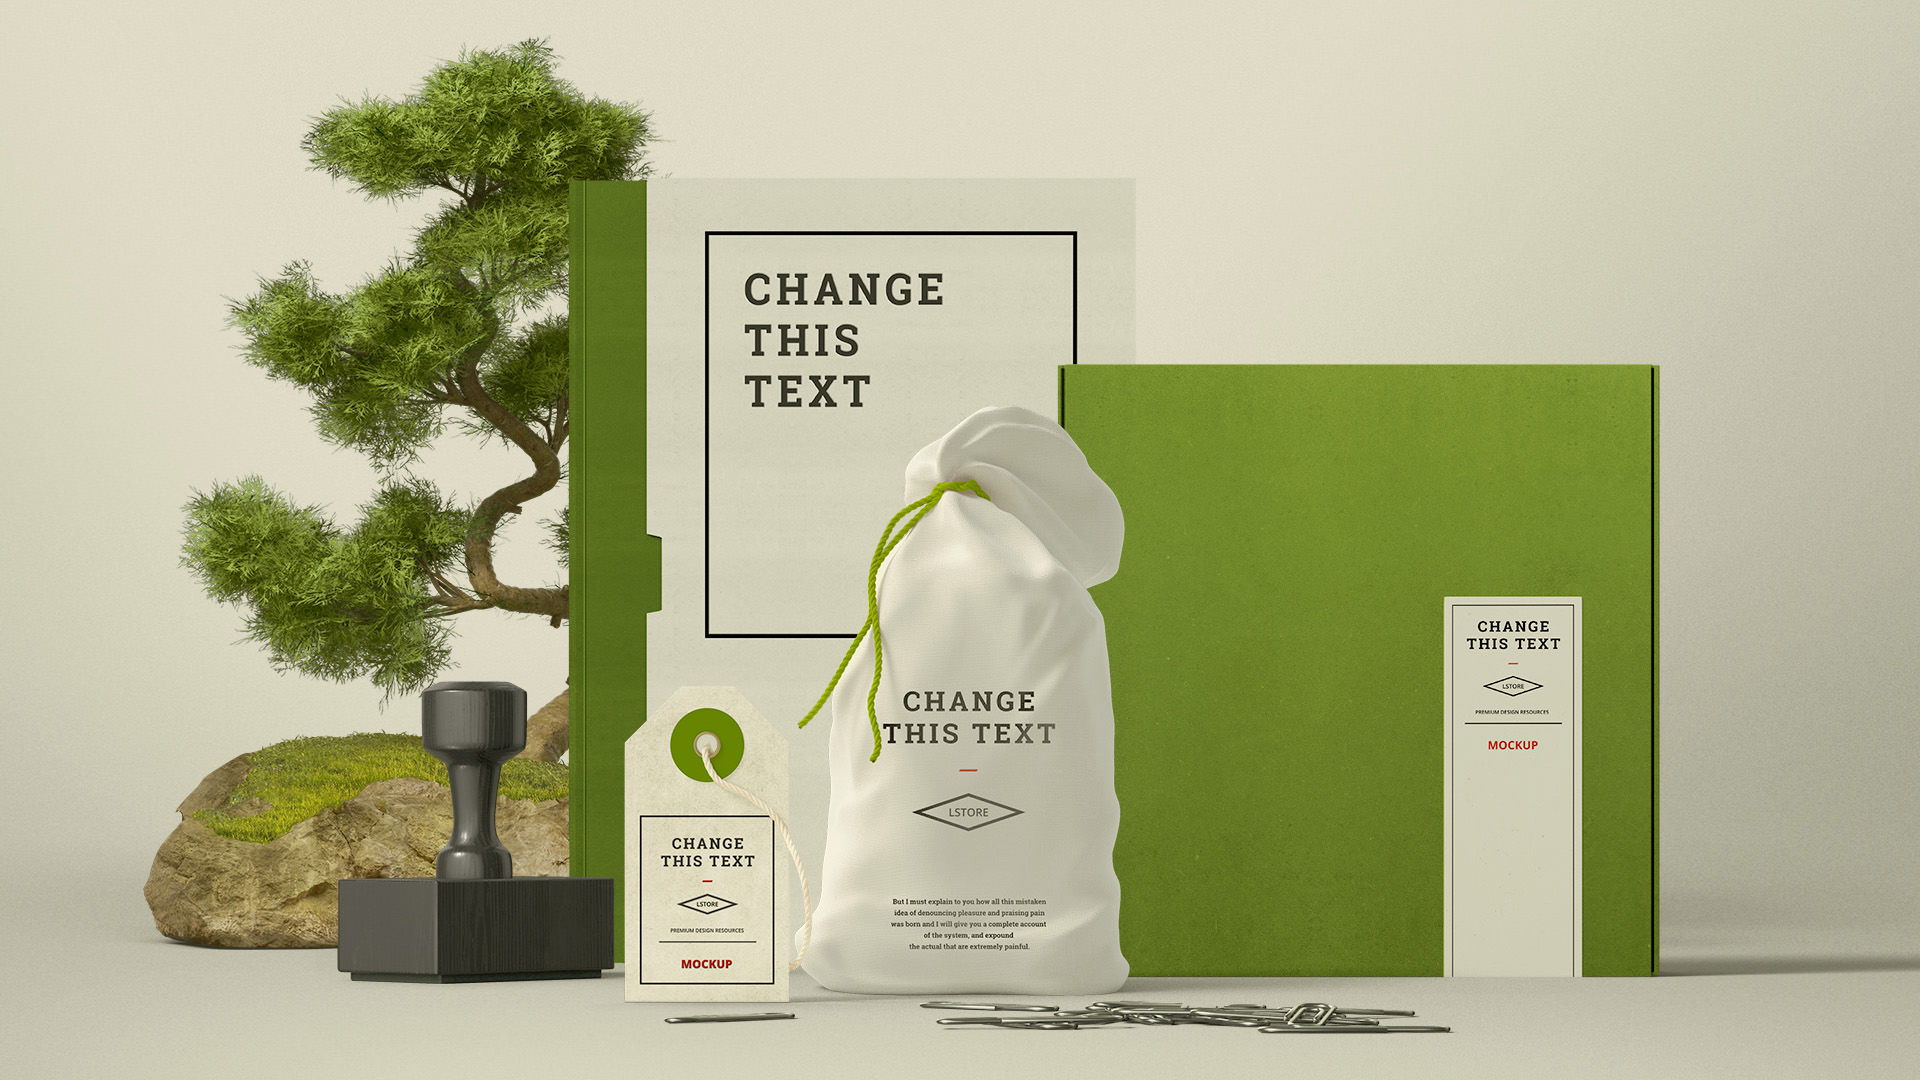 CHANGE
THIS
TEXT
CHANGE
THIS TEXT
LSTORE
But I must explain to you how all this mistaken
idea of denouncing pleasure and praising pain
was born and I will give you a complete account
of the system, and expound
the actual that are extremely painful.
CHANGE
THIS TEXT
LSTORE
PREMIUM DESIGN RESOURCES
MOCKUP
CHANGE
THIS TEXT
LSTORE
PREMIUM DESIGN RESOURCES
MOCKUP